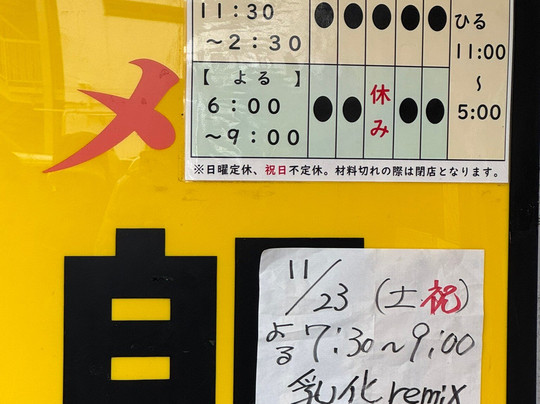 11:30
～2:30
● ● ● ● ●
ひる
11:00
～
5:00
【 よる 】
6:00
～9:00
● ● 休み ● ●
※日曜定休、祝日不定休。材料切れの際は閉店となります。
メ
自
11/23（土祝）
よる 7:30～9:00
乳化remix